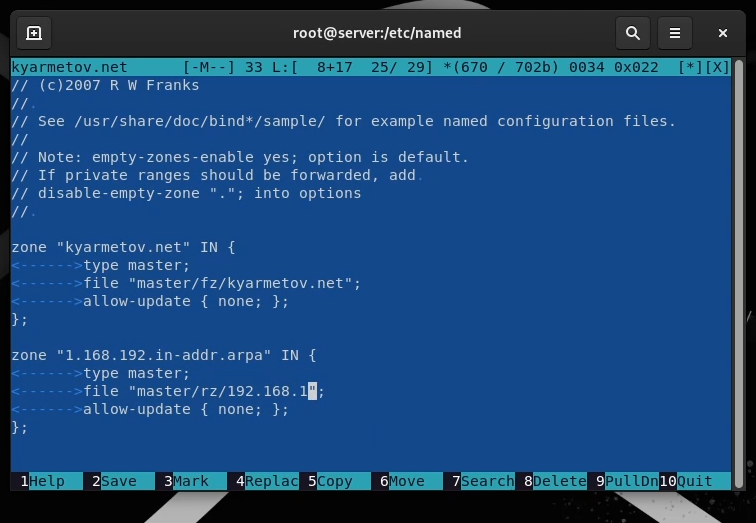 root@server:/etc/named
kyarmetov.net [-M--] 33 L:[ 8+17 25/ 29] *(670 / 702b) 0034 0x022 [*][X]
// (c)2007 R W Franks
//.
// See /usr/share/doc/bind*/sample/ for example named configuration files.
//
// Note: empty-zones-enable yes; option is default.
// If private ranges should be forwarded, add.
// disable-empty-zone "."; into options
//.
zone "kyarmetov.net" IN {
<------>type master;
<------>file "master/fz/kyarmetov.net";
<------>allow-update { none; };
};
zone "1.168.192.in-addr.arpa" IN {
<------>type master;
<------>file "master/rz/192.168.1";
<------>allow-update { none; };
};
1Help 2Save 3Mark 4Replac 5Copy 6Move 7Search 8Delete 9PullDn 10Quit